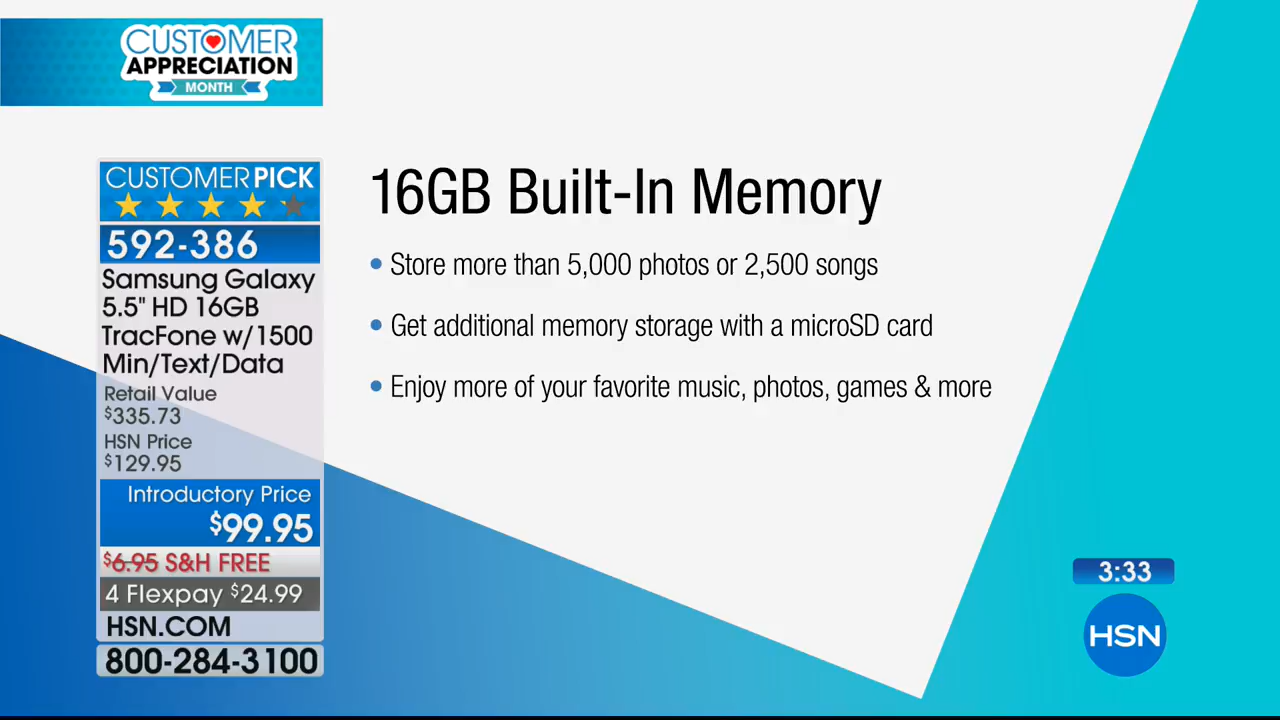 CUSTOMER
APPRECIATION
MONTH
CUSTOMER PICK
592-386
Samsung Galaxy
5.5" HD 16GB
TracFone w/1500
Min/Text/Data
Retail Value
$335.73
HSN Price
$129.95
Introductory Price
$99.95
$6.95 S&H FREE
4 Flexpay $24.99
HSN.COM
800-284-3100
16GB Built-In Memory
• Store more than 5,000 photos or 2,500 songs
• Get additional memory storage with a microSD card
• Enjoy more of your favorite music, photos, games & more
3:33
HSN